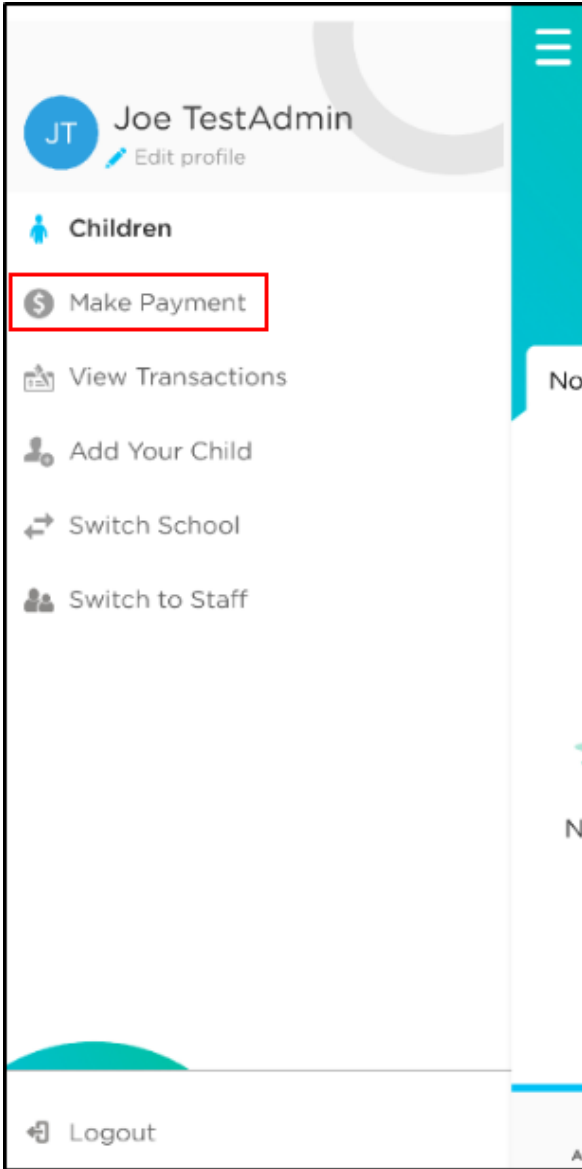 JT
Joe TestAdmin
Edit profile
Children
Make Payment
View Transactions
Add Your Child
Switch School
Switch to Staff
Logout
No
N
A